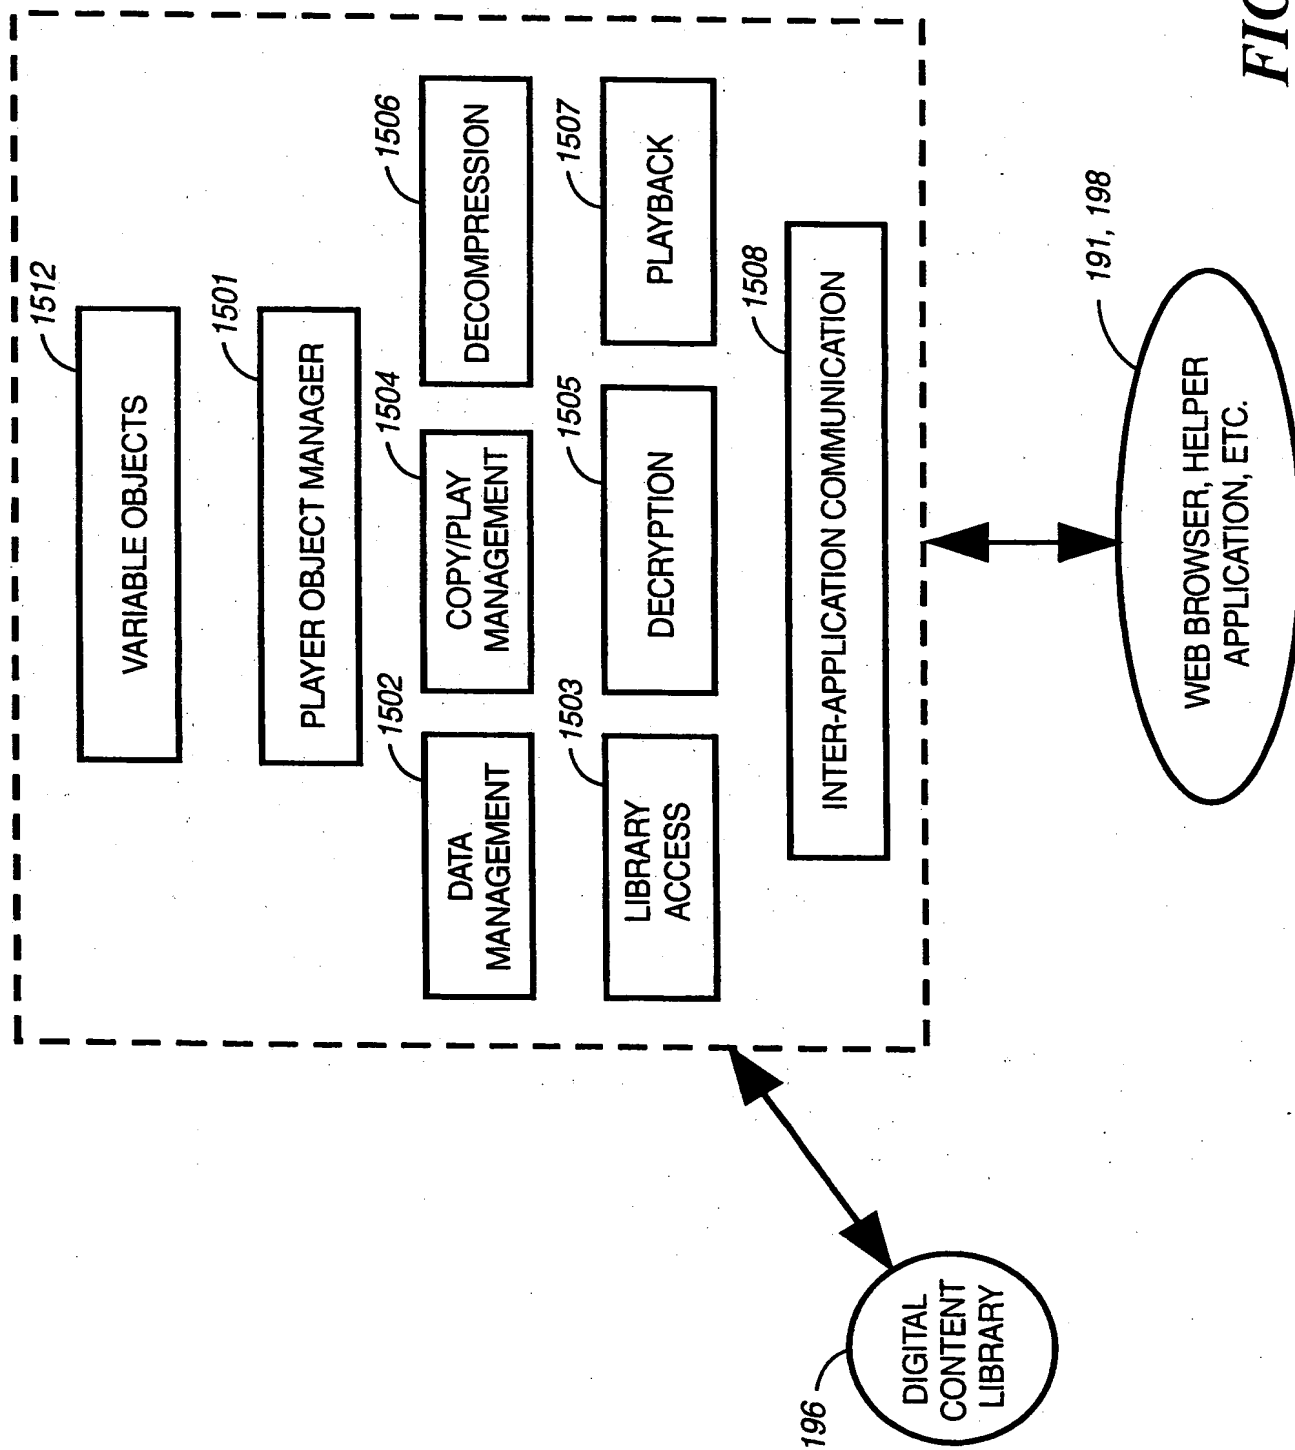 1512
VARIABLE OBJECTS
1501
PLAYER OBJECT MANAGER
1502
DATA
MANAGEMENT
1504
COPY/PLAY
MANAGEMENT
1506
DECOMPRESSION
1503
LIBRARY
ACCESS
1505
DECRYPTION
1507
PLAYBACK
1508
INTER-APPLICATION COMMUNICATION
196
DIGITAL
CONTENT
LIBRARY
191, 198
WEB BROWSER, HELPER
APPLICATION, ETC.